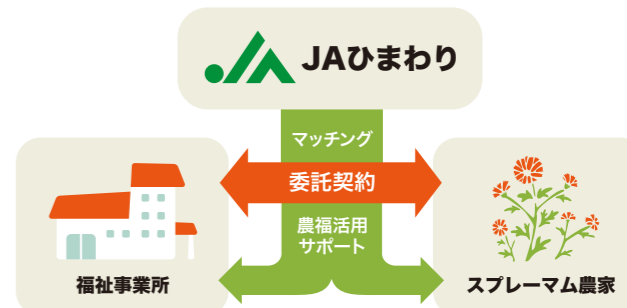 JAひまわり
マッチング
委託契約
農福活用
サポート
福祉事業所
スプレーマム農家